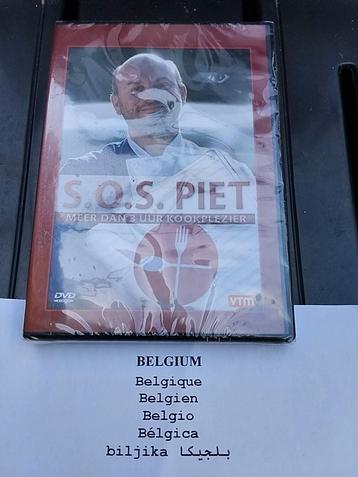 S.O.S. PIET
MEER DAN 3 UUR KOOKPLEZIER
DVD
vtm
BELGIUM
Belgique
Belgien
Belgio
Bélgica
biljika بلجيكا